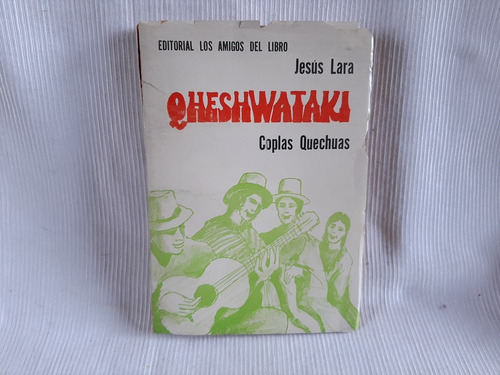 EDITORIAL LOS AMIGOS DEL LIBRO
Jesús Lara
QHESHWATAKI
Coplas Quechuas